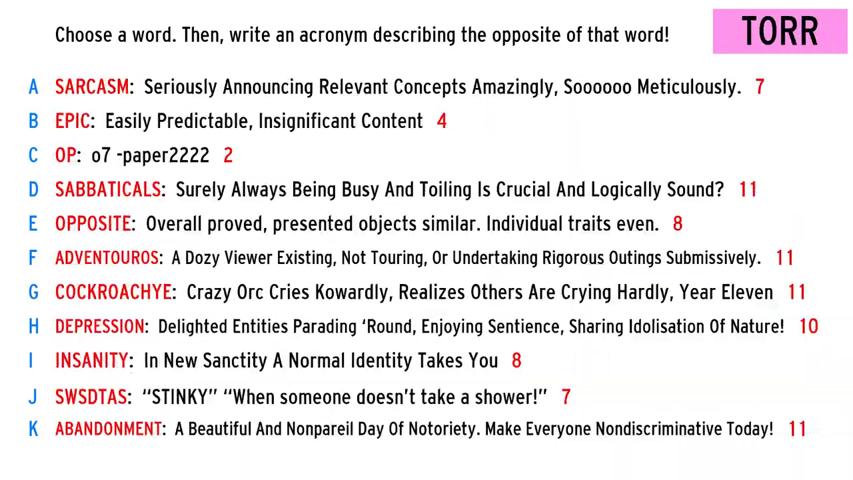 Choose a word. Then, write an acronym describing the opposite of that word!
TORR
A SARCASM: Seriously Announcing Relevant Concepts Amazingly, Soooooo Meticulously. 7
B EPIC: Easily Predictable, Insignificant Content 4
C OP: o7 -paper2222 2
D SABBATICALS: Surely Always Being Busy And Toiling Is Crucial And Logically Sound? 11
E OPPOSITE: Overall proved, presented objects similar. Individual traits even. 8
F ADVENTOUROS: A Dozy Viewer Existing, Not Touring, Or Undertaking Rigorous Outings Submissively. 11
G COCKROACHYE: Crazy Orc Cries Kowardly, Realizes Others Are Crying Hardly, Year Eleven 11
H DEPRESSION: Delighted Entities Parading ‘Round, Enjoying Sentience, Sharing Idolisation Of Nature! 10
I INSANITY: In New Sanctity A Normal Identity Takes You 8
J SWSDTAS: “STINKY” “When someone doesn’t take a shower!” 7
K ABANDONMENT: A Beautiful And Nonpareil Day Of Notoriety. Make Everyone Nondiscriminative Today! 11